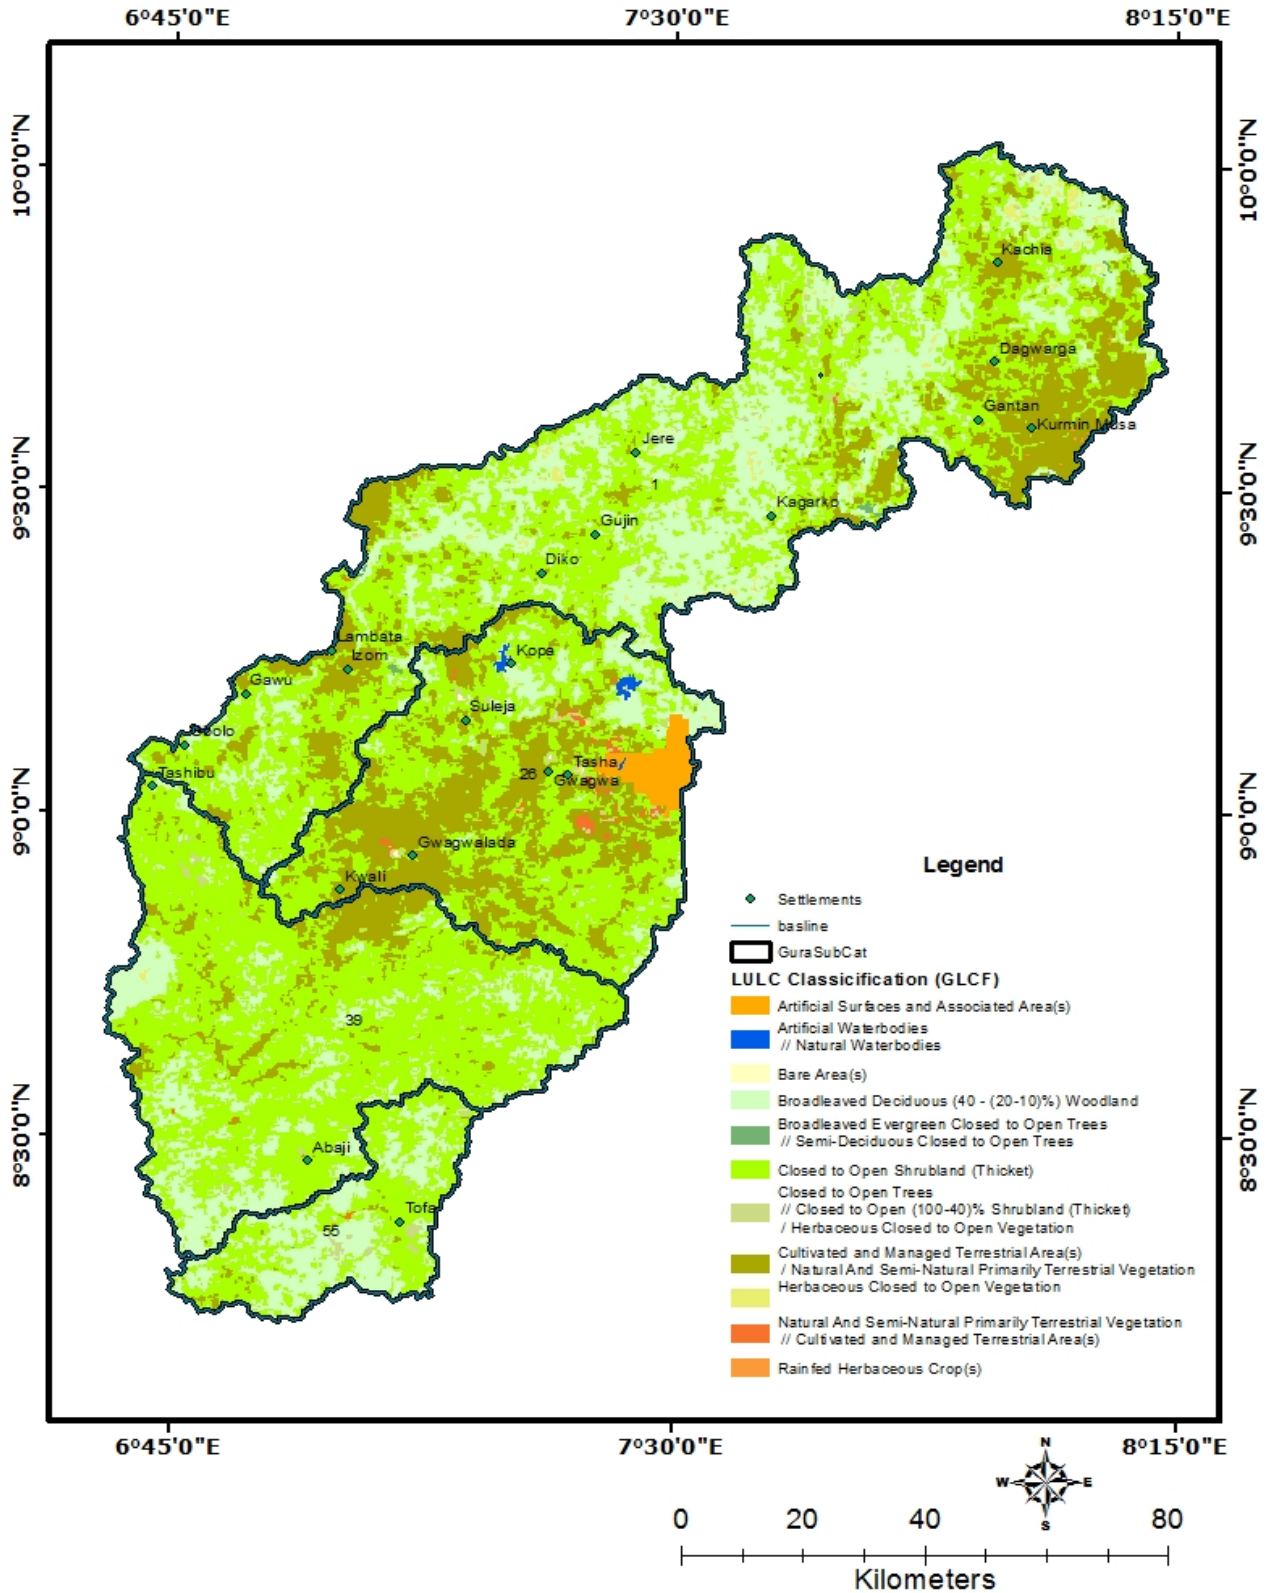 6°45'0"E 7°30'0"E 8°15'0"E
10°0'0"N 10°0'0"N
Kachia
Dagwarga
Gantan
Kurmin Musa
Jere
9°30'0"N 9°30'0"N
1
Kagarko
Gujin
Diko
Lambata
Izom
Kopa
Gawu
Suleja
Tashibu
26
Tasha
Gwagwa
9°0'0"N 9°0'0"N
Gwagwalada
Kwali
39
8°30'0"N 8°30'0"N
Abaji
Tofa
55
Legend
Settlements
basline
GuraSubCat
LULC Classicification (GLCF)
Artificial Surfaces and Associated Area(s)
Artificial Waterbodies
// Natural Waterbodies
Bare Area(s)
Broadleaved Deciduous (40 - (20-10)%) Woodland
Broadleaved Evergreen Closed to Open Trees
// Semi-Deciduous Closed to Open Trees
Closed to Open Shrubland (Thicket)
Closed to Open Trees
// Closed to Open (100-40)% Shrubland (Thicket)
/ Herbaceous Closed to Open Vegetation
Cultivated and Managed Terrestrial Area(s)
/ Natural And Semi-Natural Primarily Terrestrial Vegetation
Herbaceous Closed to Open Vegetation
Natural And Semi-Natural Primarily Terrestrial Vegetation
// Cultivated and Managed Terrestrial Area(s)
Rainfed Herbaceous Crop(s)
6°45'0"E 7°30'0"E 8°15'0"E
N
W E
S
0 20 40 80
Kilometers